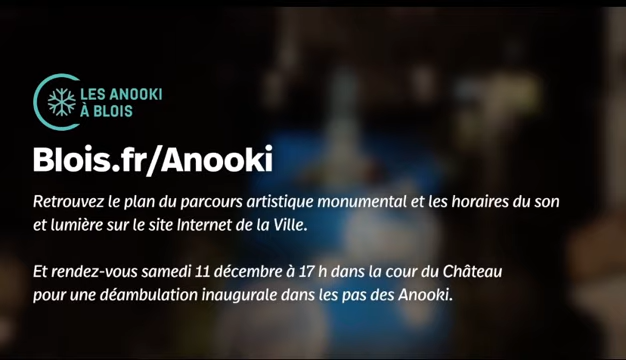 LES ANOOKI
À BLOIS
Blois.fr/Anooki
Retrouvez le plan du parcours artistique monumental et les horaires du son
et lumière sur le site Internet de la Ville.
Et rendez-vous samedi 11 décembre à 17 h dans la cour du Château
pour une déambulation inaugurale dans les pas des Anooki.